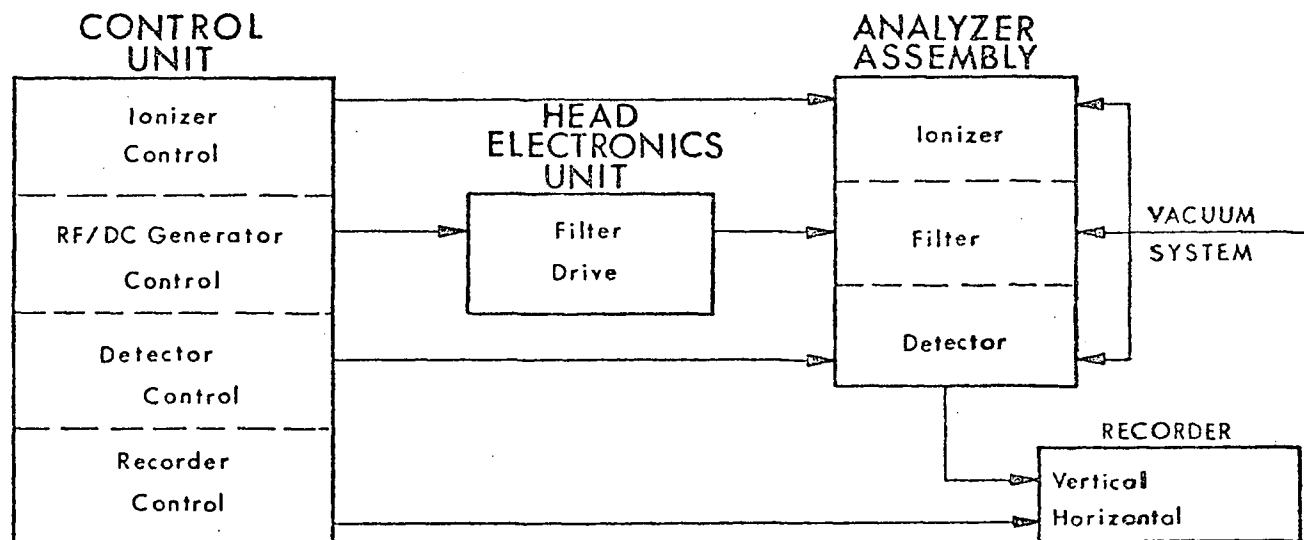 CONTROL
UNIT
Ionizer
Control
RF/DC Generator
Control
Detector
Control
Recorder
Control
HEAD
ELECTRONICS
UNIT
Filter
Drive
ANALYZER
ASSEMBLY
Ionizer
Filter
Detector
VACUUM
SYSTEM
RECORDER
Vertical
Horizontal